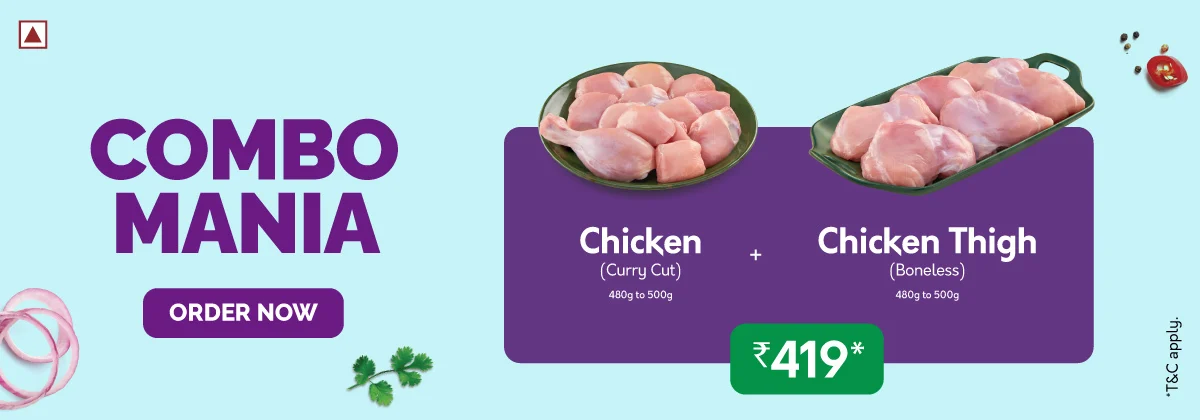 COMBO
MANIA
ORDER NOW
Chicken
(Curry Cut)
480g to 500g
+
Chicken Thigh
(Boneless)
480g to 500g
₹419*
*T&C apply.